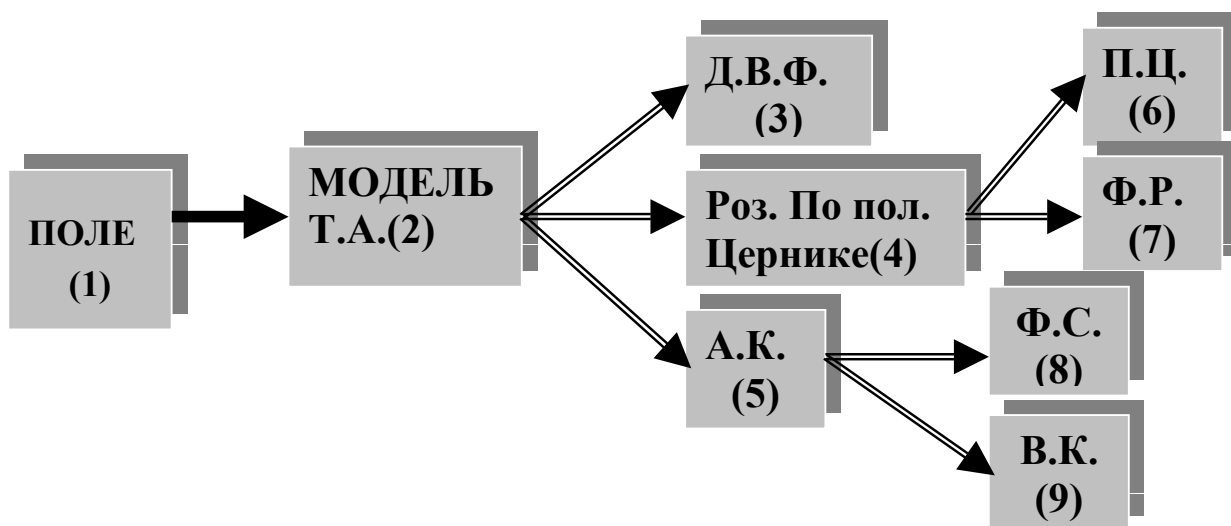 ПОЛЕ
(1)
МОДЕЛЬ
Т.А.(2)
Д.В.Ф.
(3)
Роз. По пол.
Цернике(4)
А.К.
(5)
П.Ц.
(6)
Ф.Р.
(7)
Ф.С.
(8)
В.К.
(9)